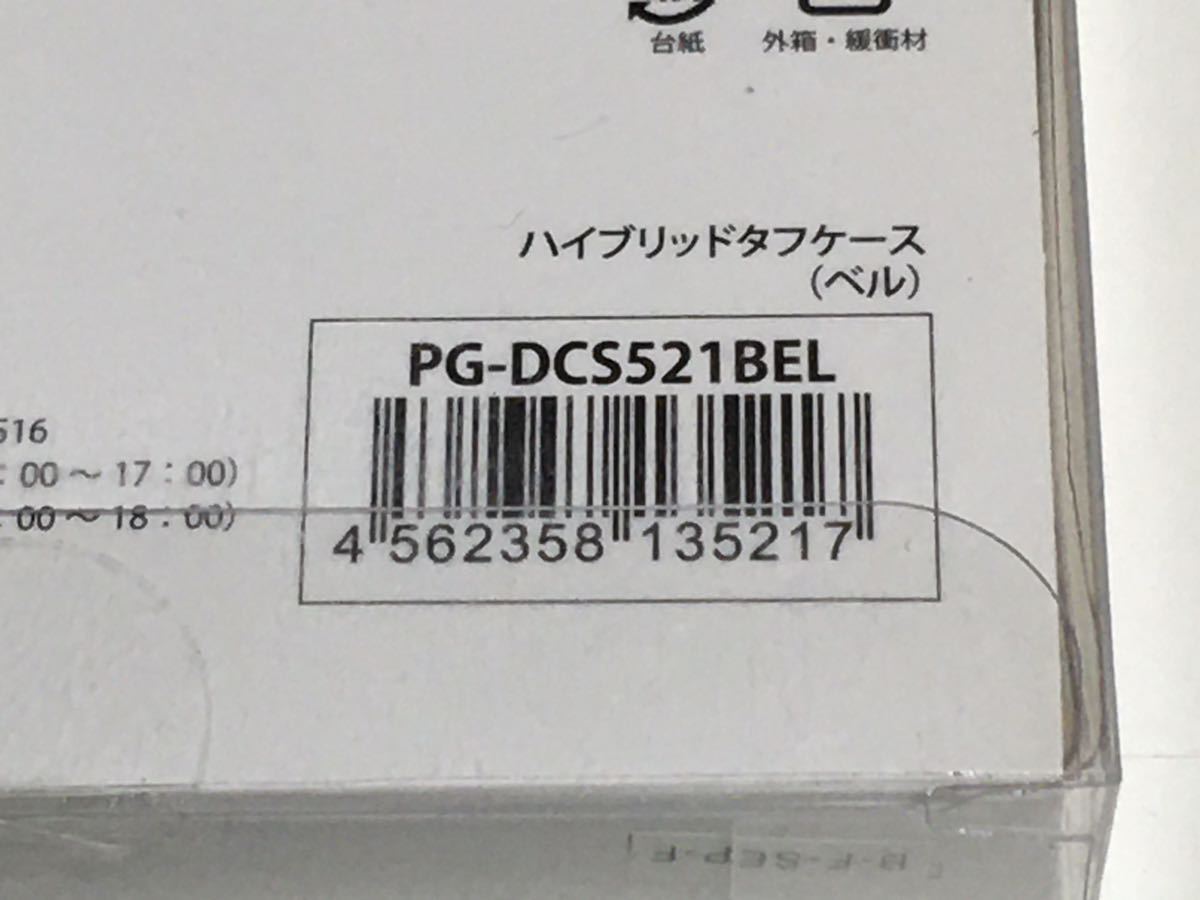 台紙 外箱・緩衝材
ハイブリッドタフケース
(ベル)
PG-DCS521BEL
4 562358 135217
516
:00～17:00)
:00～18:00)
B-F-SEP-F